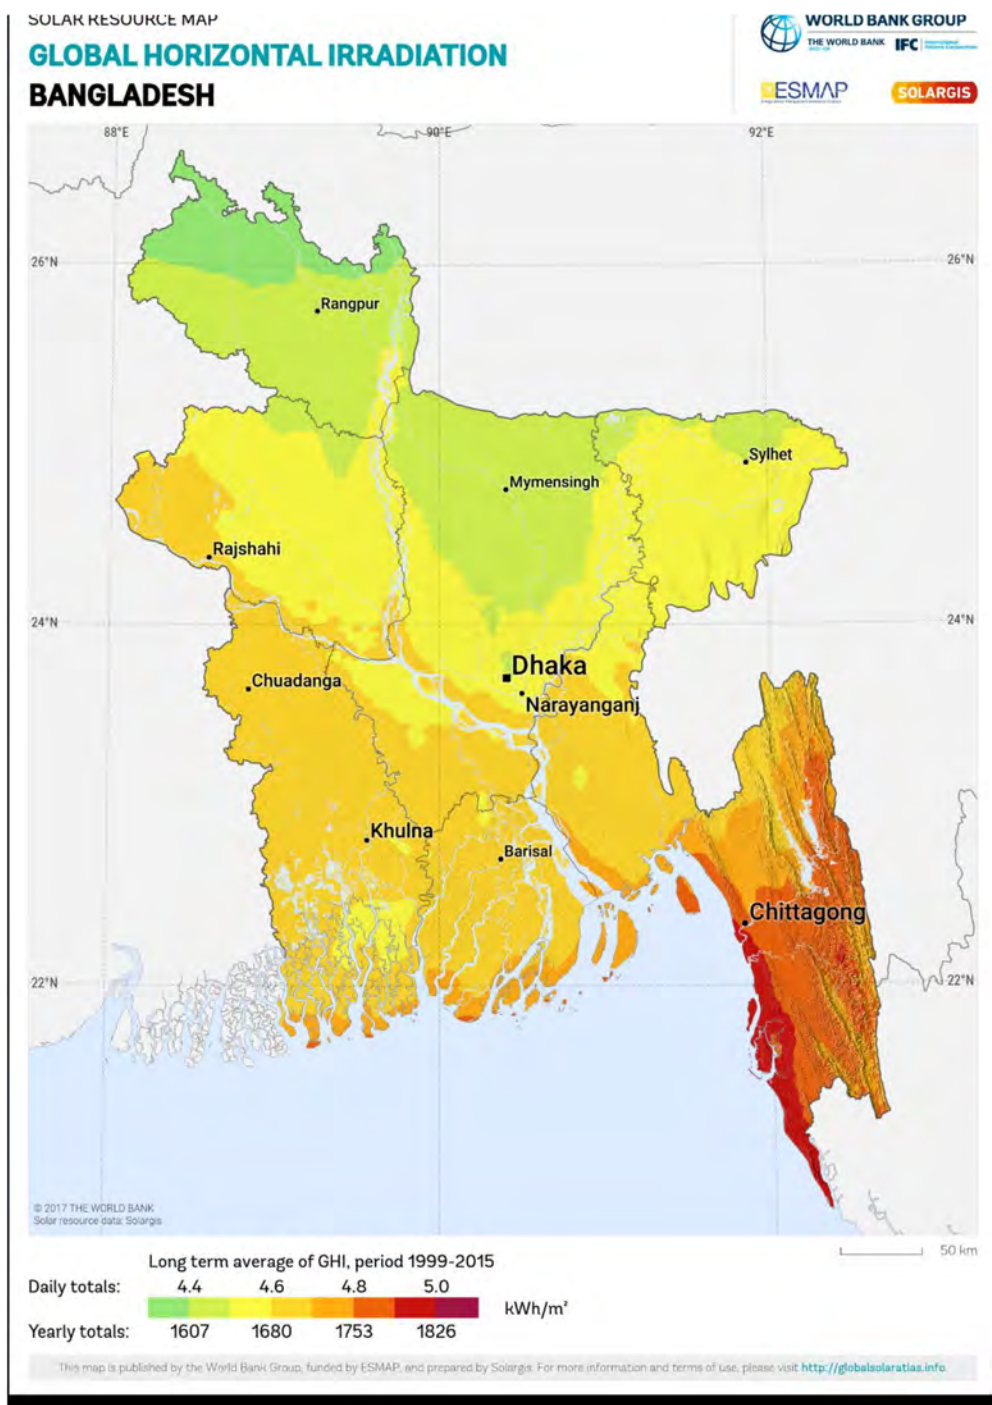 SOLAR RESOURCE MAP
GLOBAL HORIZONTAL IRRADIATION
BANGLADESH
WORLD BANK GROUP
THE WORLD BANK
IFC
ESMAP
SOLARGIS
88°E
90°E
92°E
26°N
26°N
Rangpur
Sylhet
Mymensingh
Rajshahi
24°N
24°N
Dhaka
Chuadanga
Narayanganj
Khulna
Barisal
Chittagong
22°N
22°N
© 2017 THE WORLD BANK
Solar resource data: Solargis
50 km
Long term average of GHI, period 1999-2015
Daily totals: 4.4 4.6 4.8 5.0
kWh/m²
Yearly totals: 1607 1680 1753 1826
This map is published by the World Bank Group, funded by ESMAP, and prepared by Solargis. For more information and terms of use, please visit http://globalsolaratlas.info.